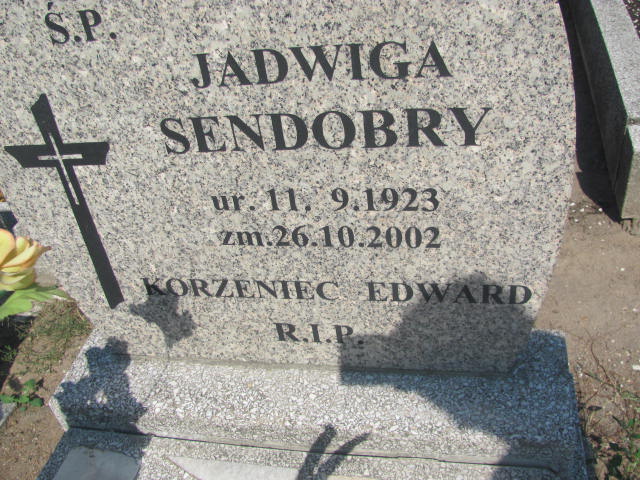 Ś.P.
JADWIGA
SENDOBRY
ur. 11. 9.1923
zm.26.10.2002
KORZENIEC EDWARD
R.I.P.